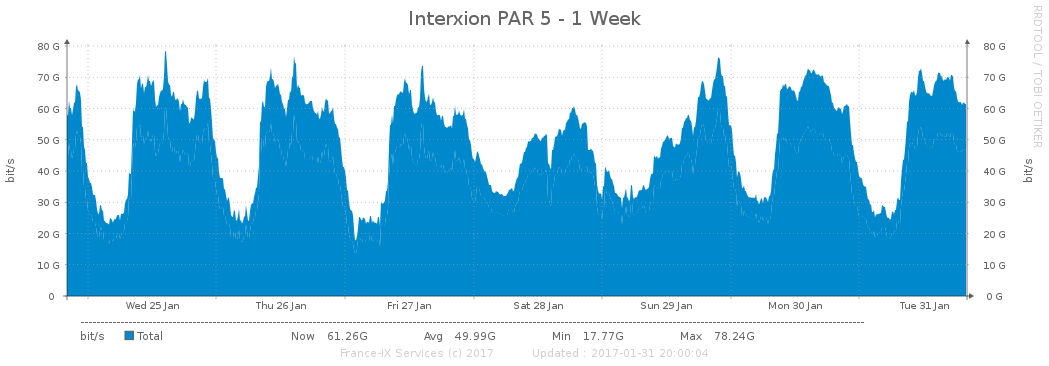 Interxion PAR 5 - 1 Week
RRDTOOL / TOBI OETIKER
80 G 80 G
70 G 70 G
60 G 60 G
50 G 50 G
40 G 40 G
30 G 30 G
20 G 20 G
10 G 10 G
0 0 G
bit/s
bit/s
Wed 25 Jan Thu 26 Jan Fri 27 Jan Sat 28 Jan Sun 29 Jan Mon 30 Jan Tue 31 Jan
bit/s Total Now 61.26G Avg 49.99G Min 17.77G Max 78.24G
France-IX Services (c) 2017 Updated : 2017-01-31 20:00:04